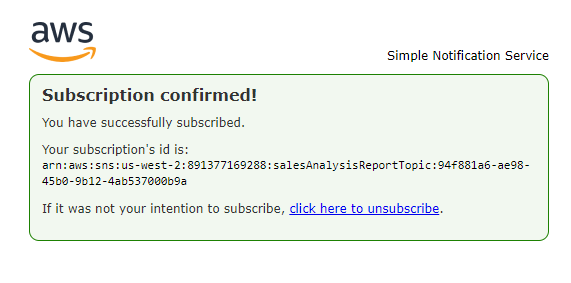 aws
Simple Notification Service
Subscription confirmed!
You have successfully subscribed.
Your subscription's id is:
arn:aws:sns:us-west-2:891377169288:salesAnalysisReportTopic:94f881a6-ae98-
45b0-9b12-4ab537000b9a
If it was not your intention to subscribe, click here to unsubscribe.